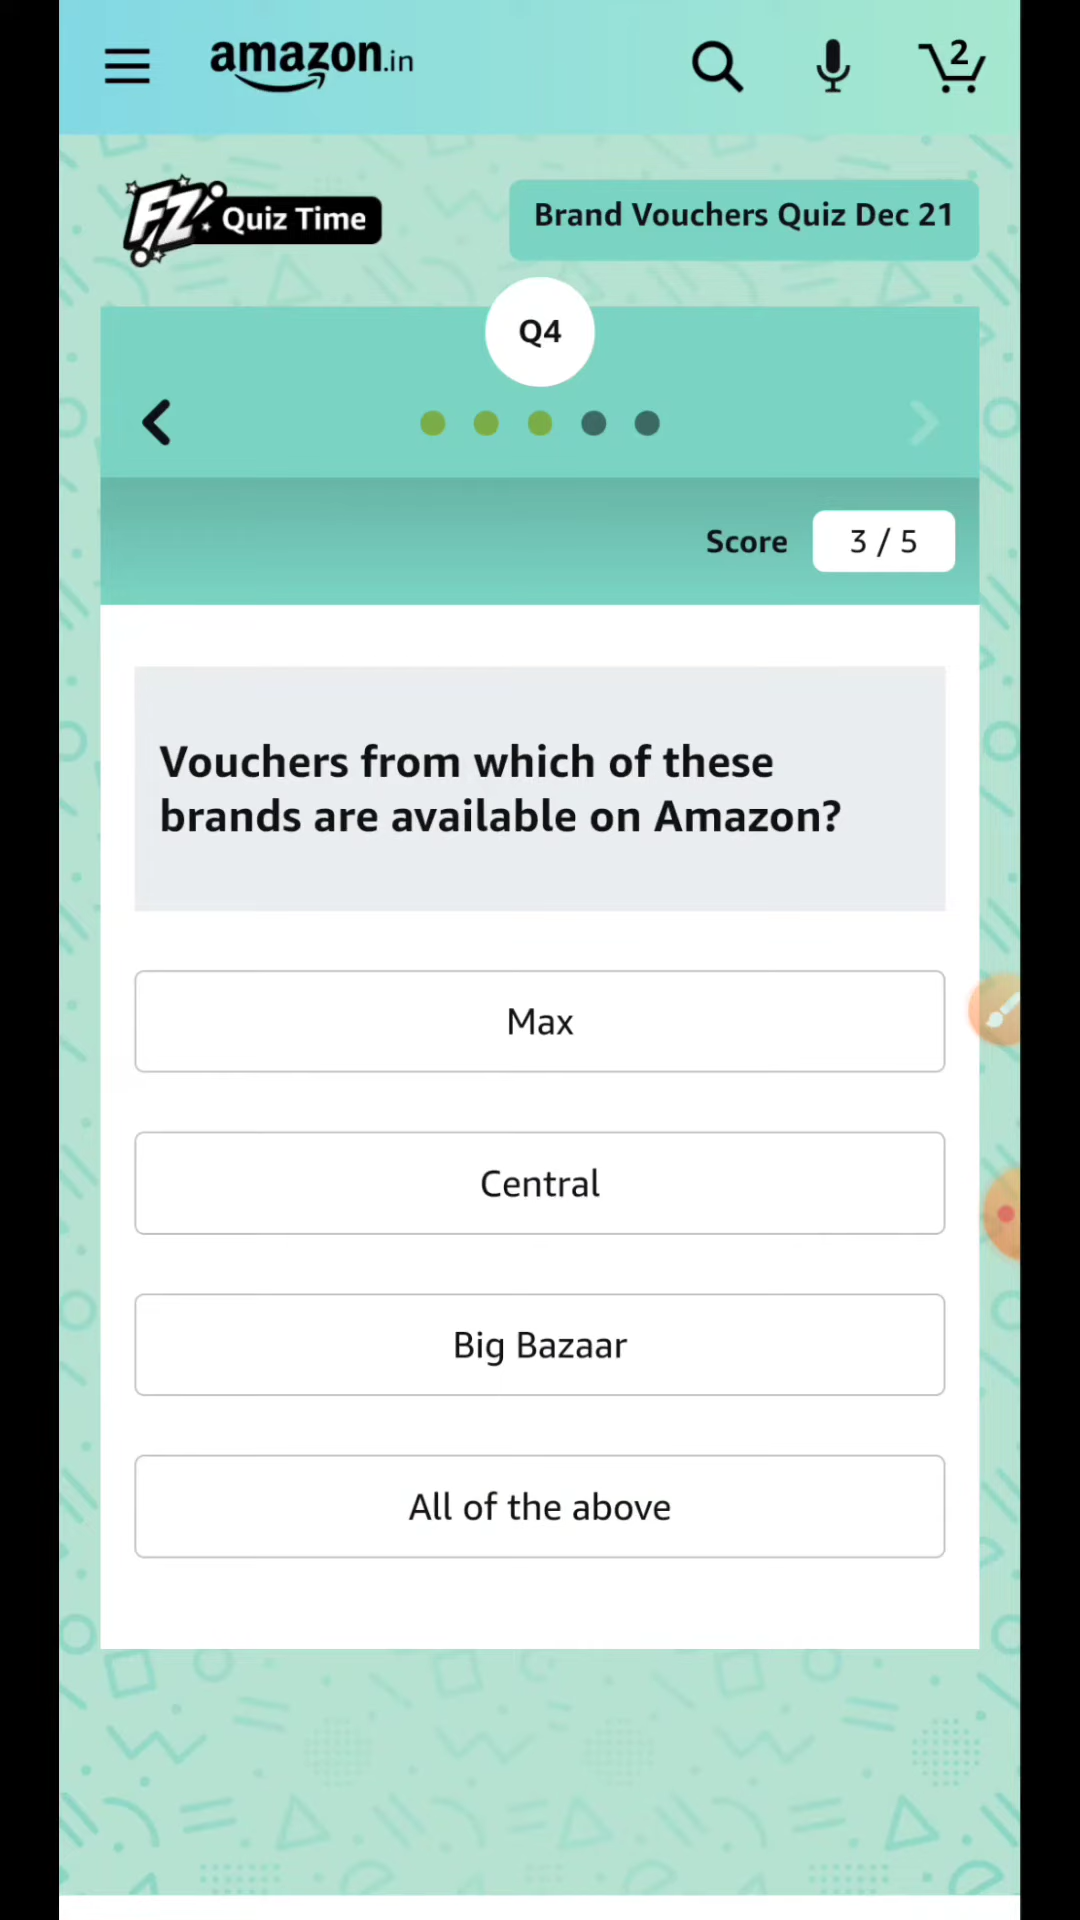 amazon.in
2
FZ Quiz Time
Brand Vouchers Quiz Dec 21
Q4
Score 3 / 5
Vouchers from which of these
brands are available on Amazon?
Max
Central
Big Bazaar
All of the above